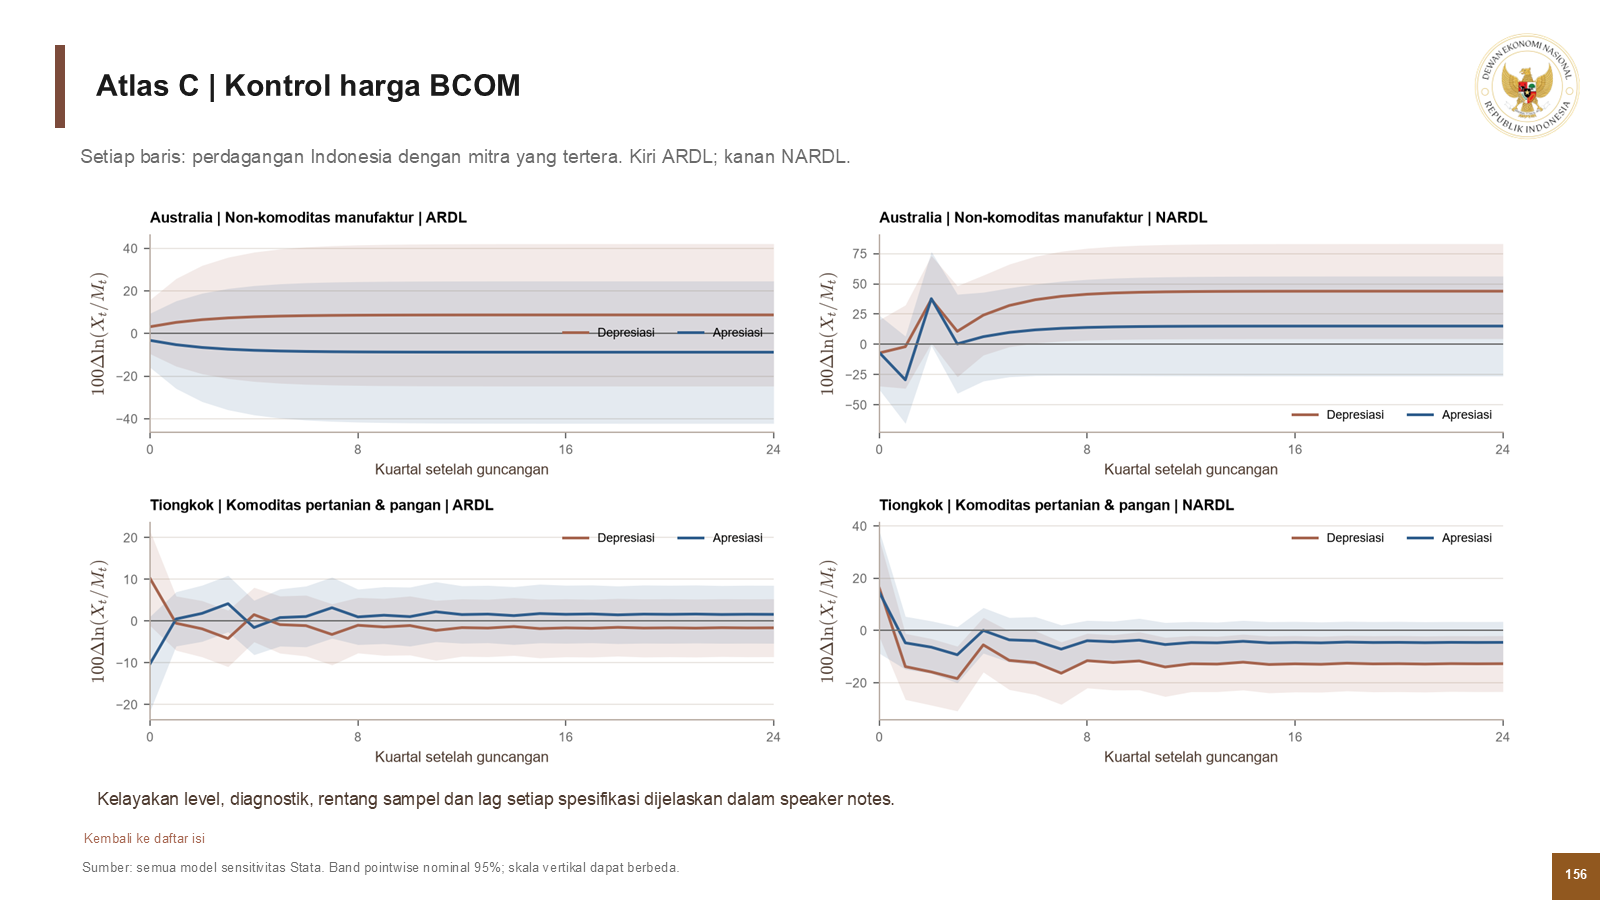 Atlas C | Kontrol harga BCOM
DEWAN EKONOMI NASIONAL
REPUBLIK INDONESIA
Setiap baris: perdagangan Indonesia dengan mitra yang tertera. Kiri ARDL; kanan NARDL.
Australia | Non-komoditas manufaktur | ARDL
100Δln(Xₜ/Mₜ)
40
20
0
−20
−40
Depresiasi
Apresiasi
0
8
16
24
Kuartal setelah guncangan
Australia | Non-komoditas manufaktur | NARDL
100Δln(Xₜ/Mₜ)
75
50
25
0
−25
−50
Depresiasi
Apresiasi
0
8
16
24
Kuartal setelah guncangan
Tiongkok | Komoditas pertanian & pangan | ARDL
100Δln(Xₜ/Mₜ)
20
10
0
−10
−20
Depresiasi
Apresiasi
0
8
16
24
Kuartal setelah guncangan
Tiongkok | Komoditas pertanian & pangan | NARDL
100Δln(Xₜ/Mₜ)
40
20
0
−20
Depresiasi
Apresiasi
0
8
16
24
Kuartal setelah guncangan
Kelayakan level, diagnostik, rentang sampel dan lag setiap spesifikasi dijelaskan dalam speaker notes.
Kembali ke daftar isi
Sumber: semua model sensitivitas Stata. Band pointwise nominal 95%; skala vertikal dapat berbeda.
156